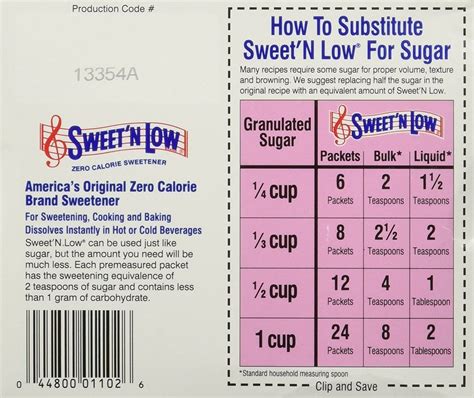 Production Code #
13354A
SWEET'N LOW®
ZERO CALORIE SWEETENER
America's Original Zero Calorie
Brand Sweetener
For Sweetening, Cooking and Baking
Dissolves Instantly in Hot or Cold Beverages
Sweet'N.Low® can be used just like
sugar, but the amount you need will
be much less. Each premeasured packet
has the sweetening equivalence of
2 teaspoons of sugar and contains less
than 1 gram of carbohydrate.
0 44800 01102 6
How To Substitute
Sweet'N Low® For Sugar
Many recipes require some sugar for proper volume, texture
and browning. We suggest replacing half the sugar in the
original recipe with an equivalent amount of Sweet'N Low.
Granulated
Sugar
SWEET'N LOW
Packets Bulk* Liquid*
1/4 cup 6 Packets 2 Teaspoons 1 1/2 Teaspoons
1/3 cup 8 Packets 2 1/2 Teaspoons 2 Teaspoons
1/2 cup 12 Packets 4 Teaspoons 1 Tablespoon
1 cup 24 Packets 8 Teaspoons 2 Tablespoons
*Standard household measuring spoon
Clip and Save